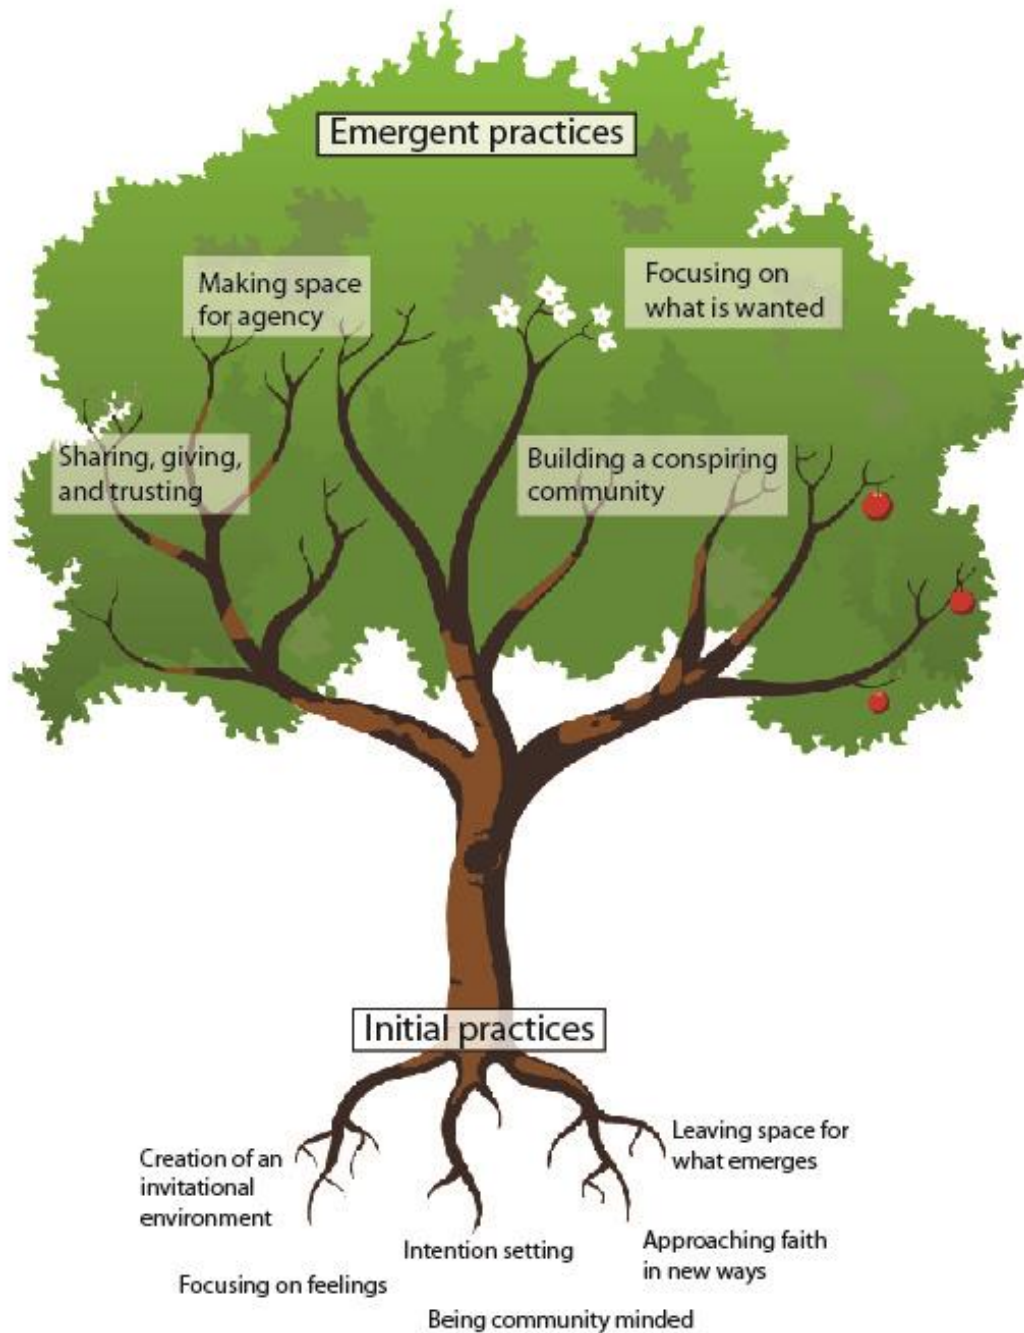 Emergent practices
Making space
for agency
Focusing on
what is wanted
Sharing, giving,
and trusting
Building a conspiring
community
Initial practices
Creation of an
invitational
environment
Leaving space for
what emerges
Intention setting
Approaching faith
in new ways
Focusing on feelings
Being community minded